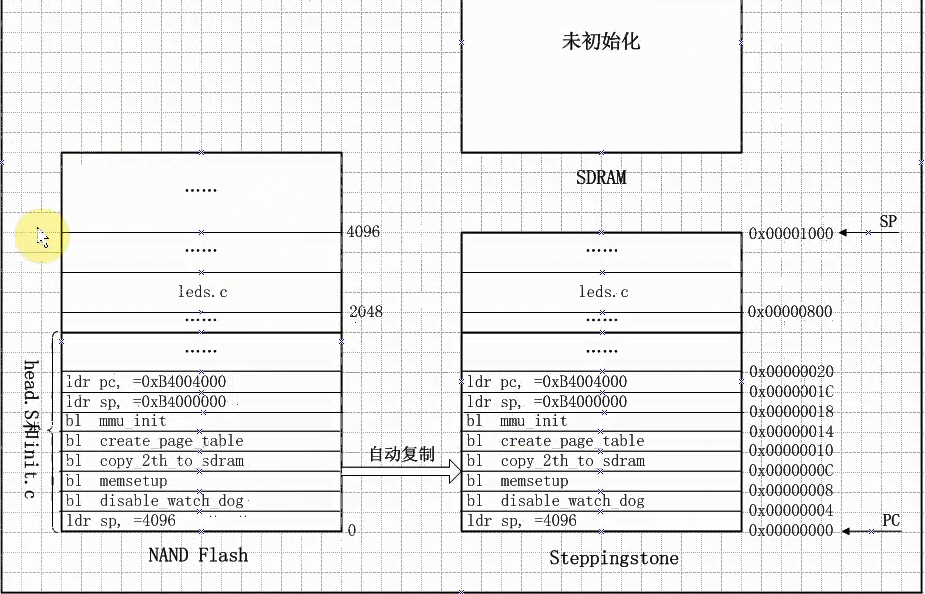 未初始化
SDRAM
……
4096
……
leds.c
2048
……
……
ldr pc, =0xB4004000
ldr sp, =0xB4000000
bl mmu_init
bl create_page_table
bl copy_2th_to_sdram
bl memsetup
bl disable_watch_dog
ldr sp, =4096
0
head.S和init.c
NAND Flash
自动复制
SP
0x00001000
……
leds.c
0x00000800
……
……
0x00000020
ldr pc, =0xB4004000
0x0000001C
ldr sp, =0xB4000000
0x00000018
bl mmu_init
0x00000014
bl create_page_table
0x00000010
bl copy_2th_to_sdram
0x0000000C
bl memsetup
0x00000008
bl disable_watch_dog
0x00000004
ldr sp, =4096
0x00000000
PC
Steppingstone